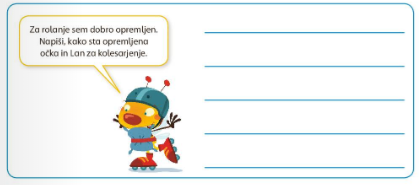 Za rolanje sem dobro opremljen.
Napiši, kako sta opremljena
očka in Lan za kolesarjenje.